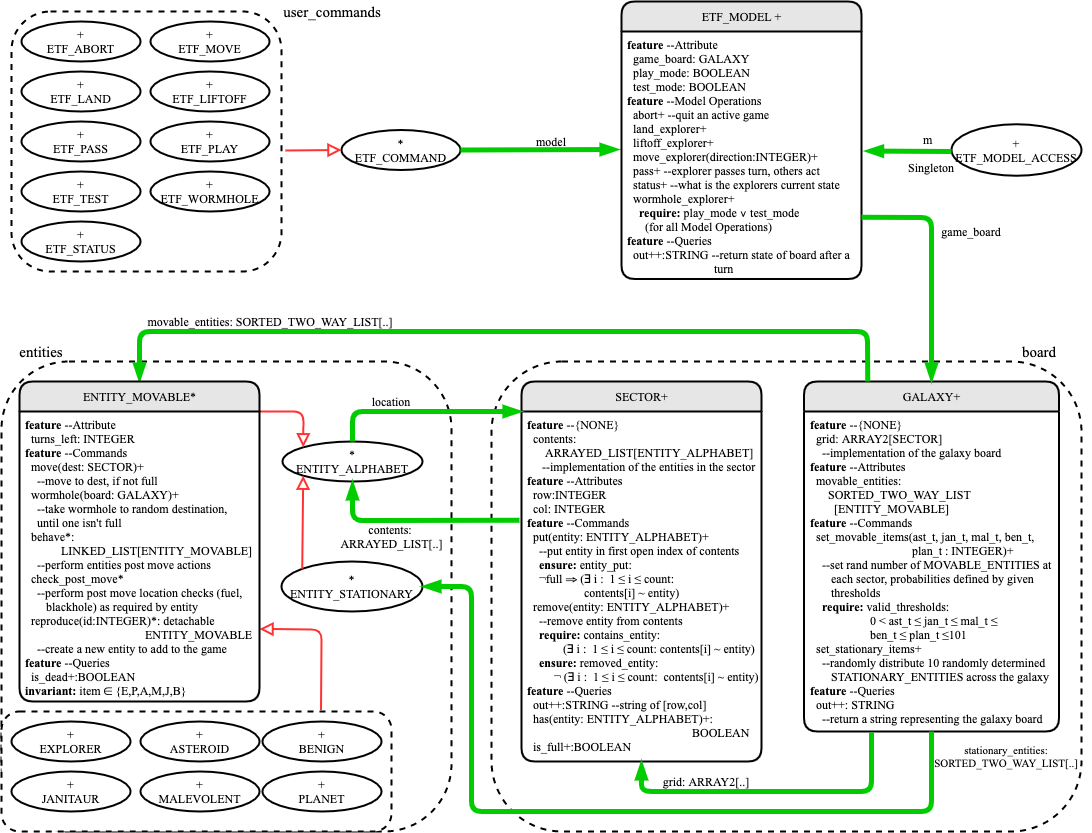 user_commands
+
ETF_ABORT
+
ETF_MOVE
+
ETF_LAND
+
ETF_LIFTOFF
+
ETF_PASS
+
ETF_PLAY
+
ETF_TEST
+
ETF_WORMHOLE
+
ETF_STATUS
*
ETF_COMMAND
model
ETF_MODEL +
feature --Attribute
game_board: GALAXY
play_mode: BOOLEAN
test_mode: BOOLEAN
feature --Model Operations
abort+ --quit an active game
land_explorer+
liftoff_explorer+
move_explorer(direction:INTEGER)+
pass+ --explorer passes turn, others act
status+ --what is the explorers current state
wormhole_explorer+
require: play_mode ∨ test_mode
(for all Model Operations)
feature --Queries
out++:STRING --return state of board after a
turn
m
Singleton
+
ETF_MODEL_ACCESS
game_board
movable_entities: SORTED_TWO_WAY_LIST[..]
entities
board
ENTITY_MOVABLE*
feature --Attribute
turns_left: INTEGER
feature --Commands
move(dest: SECTOR)+
--move to dest, if not full
wormhole(board: GALAXY)+
--take wormhole to random destination,
until one isn't full
behave*:
LINKED_LIST[ENTITY_MOVABLE]
--perform entities post move actions
check_post_move*
--perform post move location checks (fuel,
blackhole) as required by entity
reproduce(id:INTEGER)*: detachable
ENTITY_MOVABLE
--create a new entity to add to the game
feature --Queries
is_dead+:BOOLEAN
invariant: item ∈ {E,P,A,M,J,B}
location
*
ENTITY_ALPHABET
contents:
ARRAYED_LIST[..]
*
ENTITY_STATIONARY
+
EXPLORER
+
ASTEROID
+
BENIGN
+
JANITAUR
+
MALEVOLENT
+
PLANET
SECTOR+
feature --{NONE}
contents:
ARRAYED_LIST[ENTITY_ALPHABET]
--implementation of the entities in the sector
feature --Attributes
row:INTEGER
col: INTEGER
feature --Commands
put(entity: ENTITY_ALPHABET)+
--put entity in first open index of contents
ensure: entity_put:
¬full ⇒ (∃ i : 1 ≤ i ≤ count:
contents[i] ~ entity)
remove(entity: ENTITY_ALPHABET)+
--remove entity from contents
require: contains_entity:
(∃ i : 1 ≤ i ≤ count: contents[i] ~ entity)
ensure: removed_entity:
¬ (∃ i : 1 ≤ i ≤ count: contents[i] ~ entity)
feature --Queries
out++:STRING --string of [row,col]
has(entity: ENTITY_ALPHABET)+:
BOOLEAN
is_full+:BOOLEAN
GALAXY+
feature --{NONE}
grid: ARRAY2[SECTOR]
--implementation of the galaxy board
feature --Attributes
movable_entities:
SORTED_TWO_WAY_LIST
[ENTITY_MOVABLE]
feature --Commands
set_movable_items(ast_t, jan_t, mal_t, ben_t,
plan_t : INTEGER)+
--set rand number of MOVABLE_ENTITIES at
each sector, probabilities defined by given
thresholds
require: valid_thresholds:
0 < ast_t ≤ jan_t ≤ mal_t ≤
ben_t ≤ plan_t ≤101
set_stationary_items+
--randomly distribute 10 randomly determined
STATIONARY_ENTITIES across the galaxy
feature --Queries
out++: STRING
--return a string representing the galaxy board
stationary_entities:
SORTED_TWO_WAY_LIST[..]
grid: ARRAY2[..]